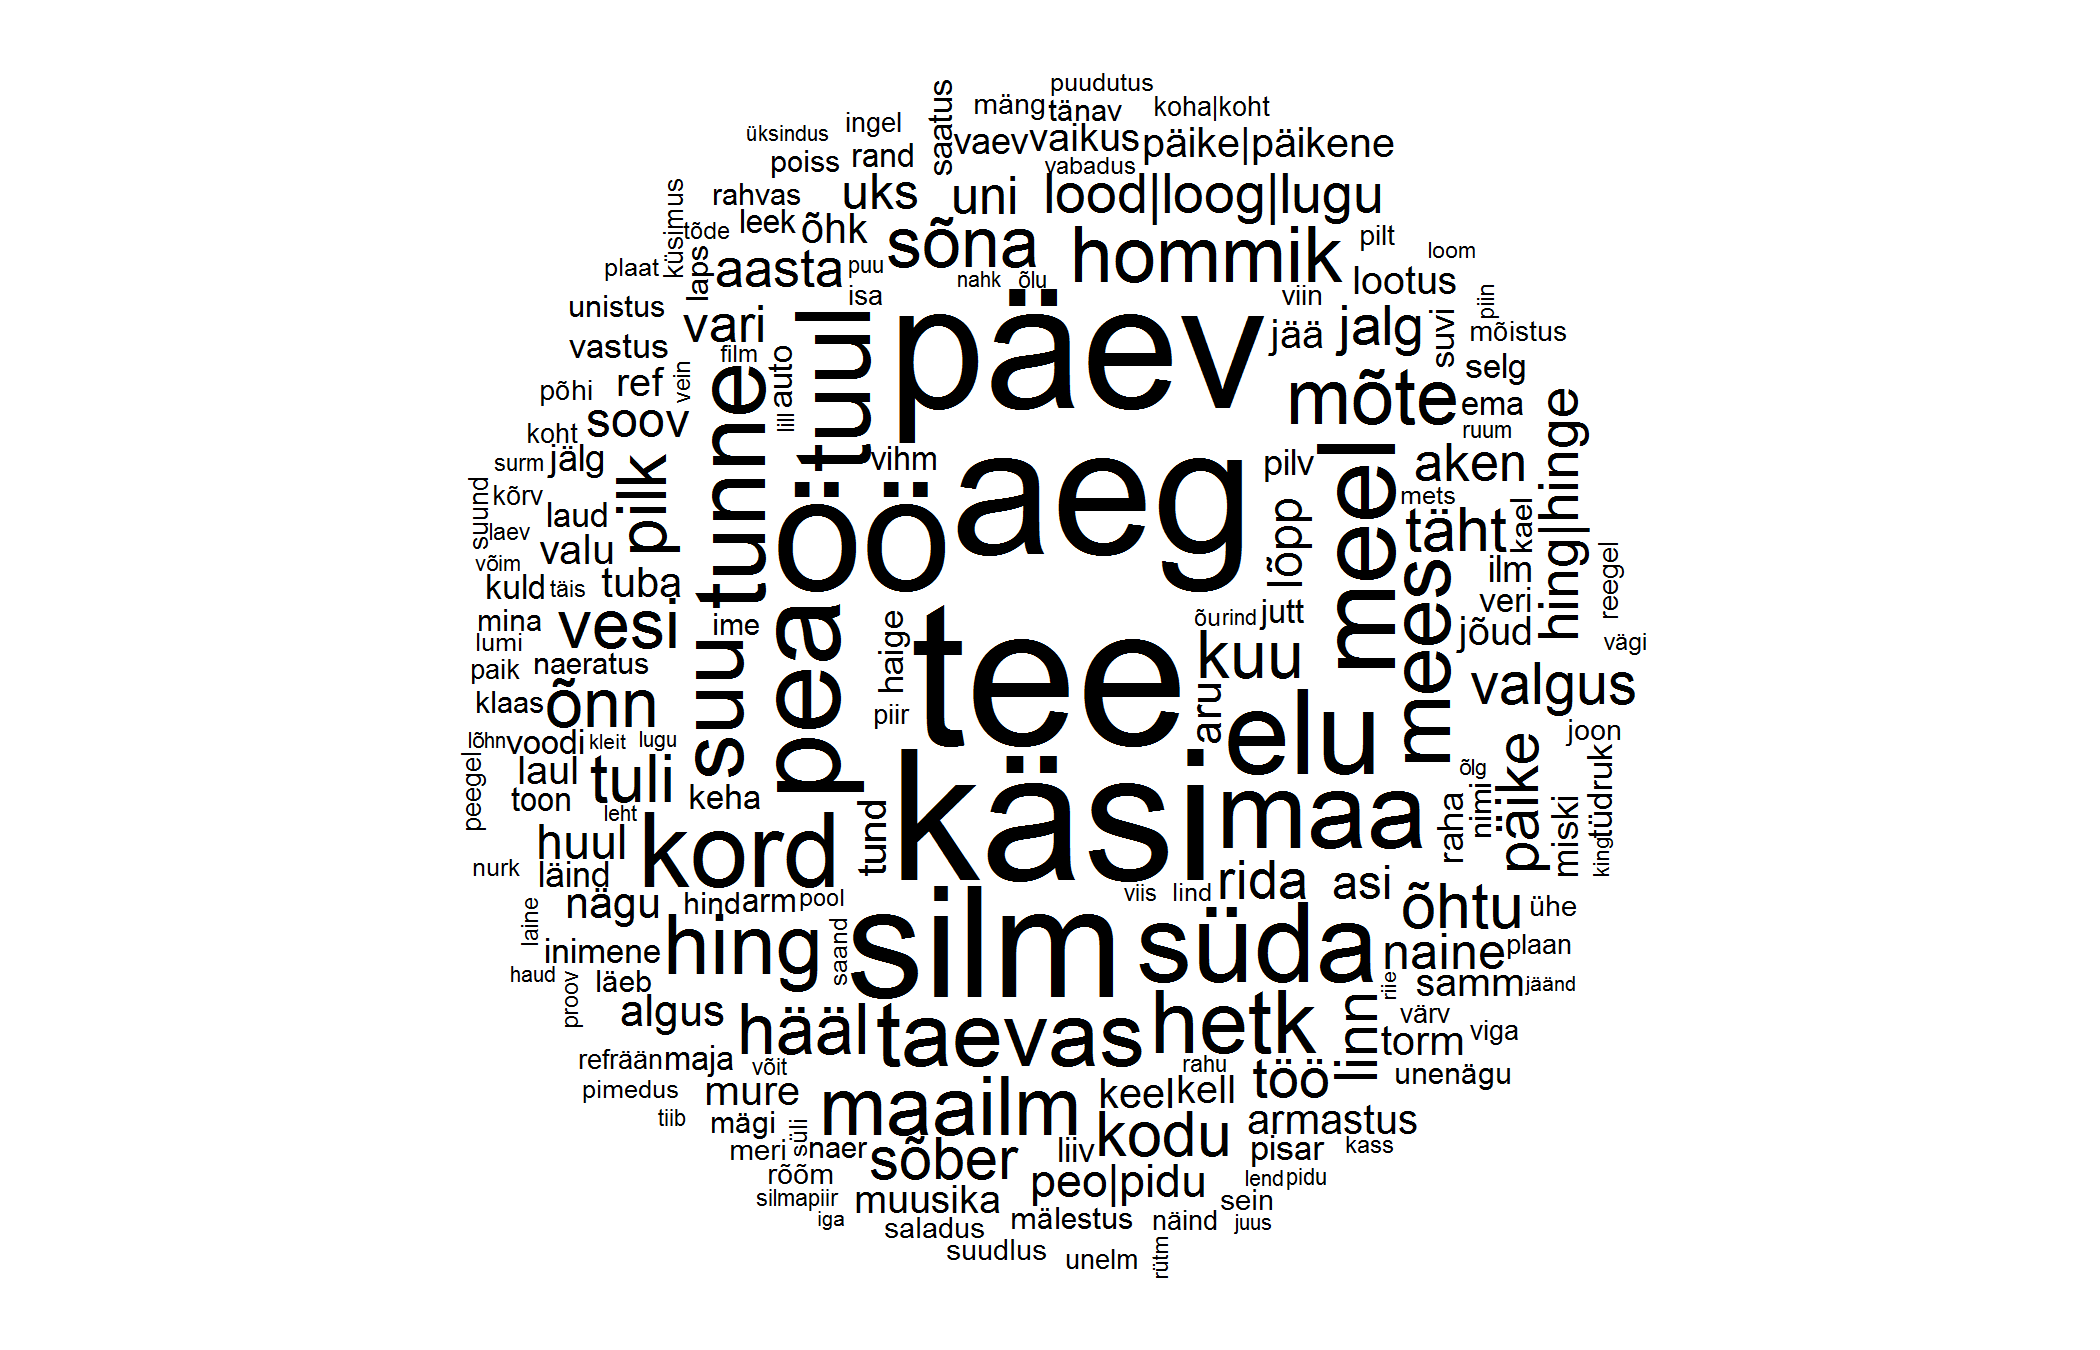 puudutus
saatus
mäng
tänav
koha|koht
üksindus
ingel
vaev
vaikus
päike|päikene
poiss
rand
vabadus
rahvas
uks
uni
lood|loog|lugu
küsimus
tõde
leek
õhk
sõna
hommik
pilt
loom
plaat
laps
aasta
puu
nahk
õlu
lootus
unistus
isa
viin
piin
vari
tuul
päev
jää
jalg
suvi
mõistus
vastus
film
auto
selg
põhi
ref
vein
tunne
lill
mõte
ema
hing|hinge
koht
soov
ruum
surm
jälg
pilk
vihm
aeg
pilv
meel
aken
suund
kõrv
mets
laev
laud
öö
lõpp
täht
kael
võim
valu
ilm
reegel
kuld
täis
tuba
veri
mina
vesi
ime
pea
haige
tee
õu
rind
jutt
mees
jõud
vägi
lumi
suu
kuu
paik
naeratus
valgus
klaas
õnn
piir
aru
elu
joon
lõhn
voodi
kleit
lugu
päike
peegel
laul
tuli
käsi
õlg
tüdruk
toon
keha
tund
maa
raha
nimi
miski
leht
huul
kord
king
nurk
läind
viis
lind
rida
asi
nägu
hind
arm
pool
silm
õhtu
ühe
laine
inimene
hing
saand
süda
naine
plaan
haud
proov
läeb
riie
samm
jäänd
algus
hääl
taevas
hetk
linn
värv
torm
viga
refrään
maja
võit
rahu
pimedus
mure
maailm
keel
kell
töö
unenägu
tiib
mägi
süli
kodu
armastus
meri
naer
sõber
liiv
pisar
kass
rõõm
peo|pidu
lend
pidu
silmapiir
muusika
sein
iga
saladus
mälestus
näind
juus
suudlus
unelm
rütm